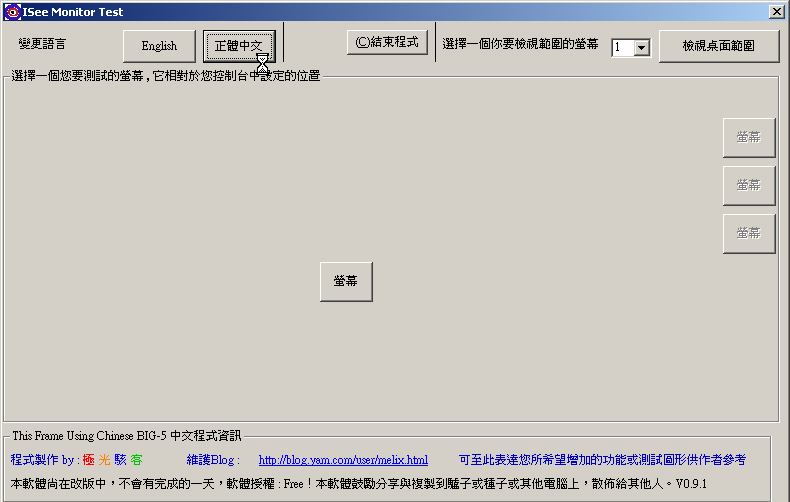 ISee Monitor Test
變更語言 English 正體中文 (C)結束程式 選擇一個你要檢視範圍的螢幕 1 檢視桌面範圍
選擇一個您要測試的螢幕 , 它相對於您控制台中設定的位置
螢幕
螢幕
螢幕
螢幕
This Frame Using Chinese BIG-5 中文程式資訊
程式製作 by : 極 光 駭 客 維護Blog : http://blog.yam.com/user/melix.html 可至此表達您所希望增加的功能或測試圖形供作者參考
本軟體尚在改版中，不會有完成的一天，軟體授權 : Free！本軟體鼓勵分享與複製到驢子或種子或其他電腦上，散佈給其他人。V0.9.1